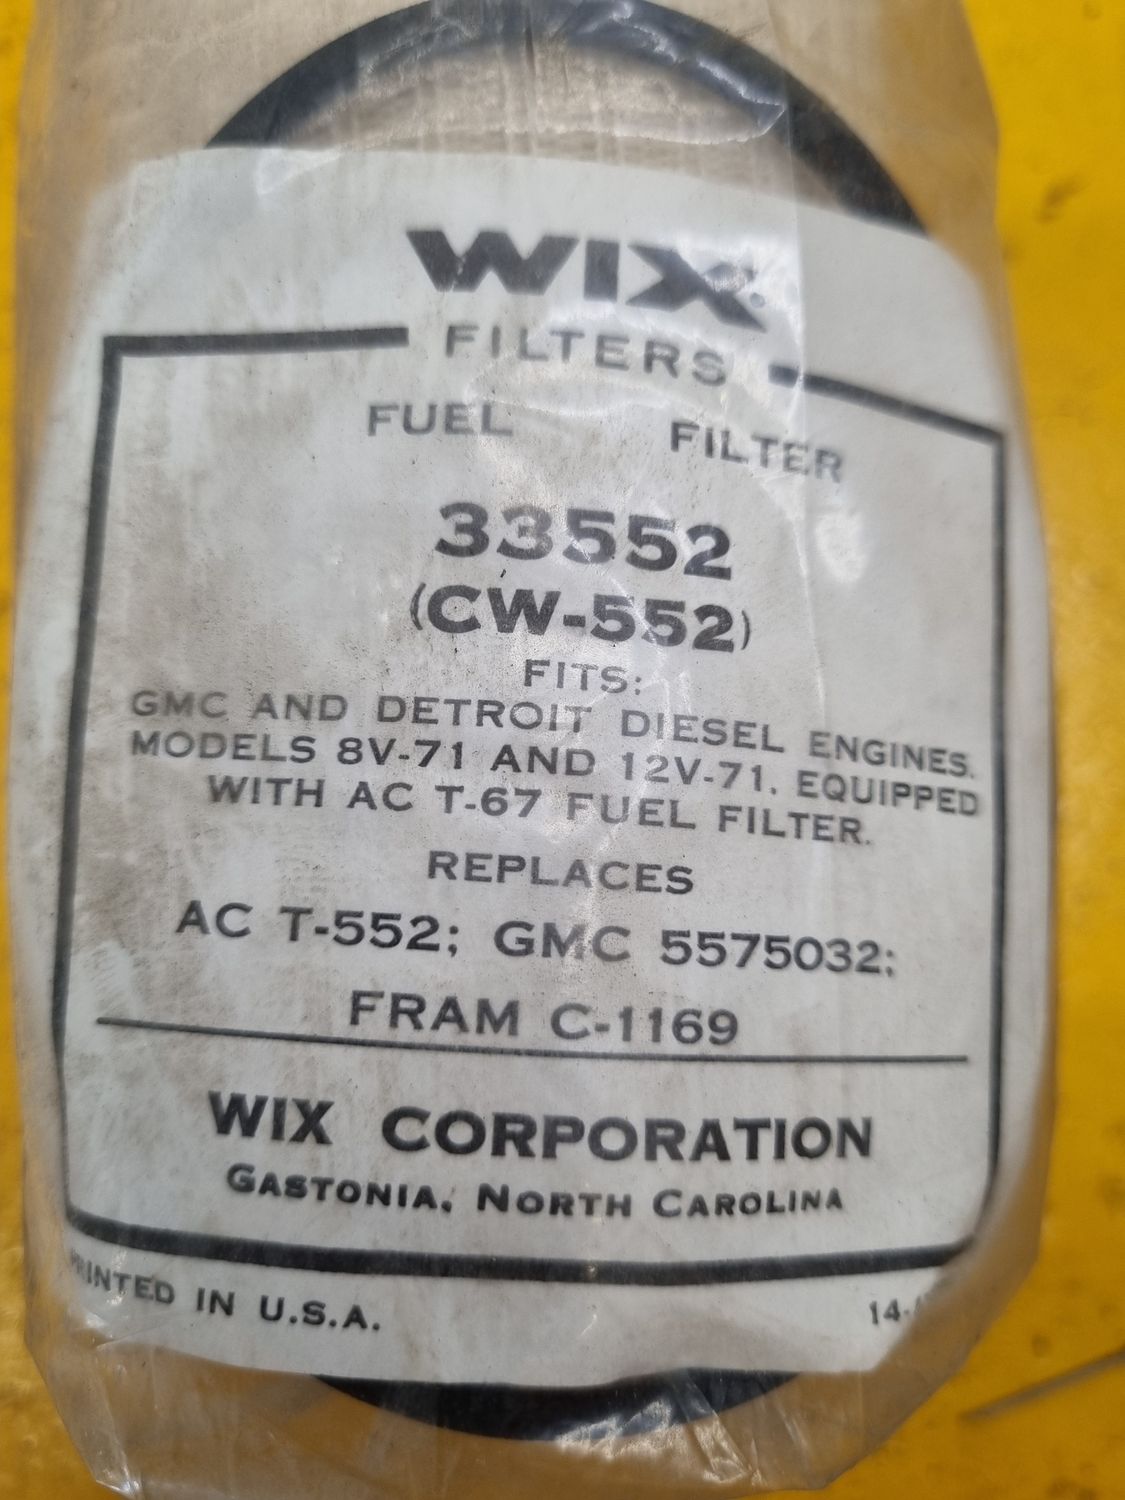 WIX
FILTERS
FUEL FILTER
33552
(CW-552)
FITS:
GMC AND DETROIT DIESEL ENGINES.
MODELS 8V-71 AND 12V-71. EQUIPPED
WITH AC T-67 FUEL FILTER.
REPLACES
AC T-552; GMC 5575032;
FRAM C-1169
WIX CORPORATION
GASTONIA, NORTH CAROLINA
PRINTED IN U.S.A.